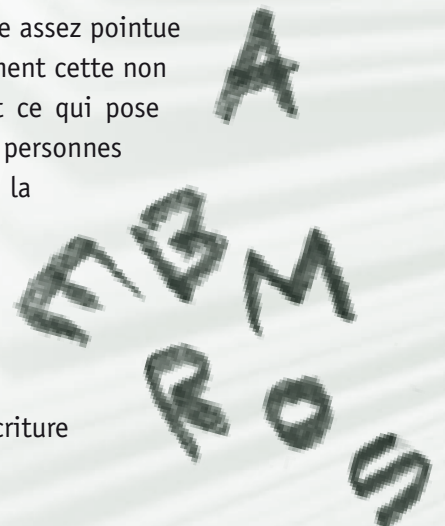 e assez pointue
ment cette non
t ce qui pose
personnes
la
criture
A
E B M
R O S